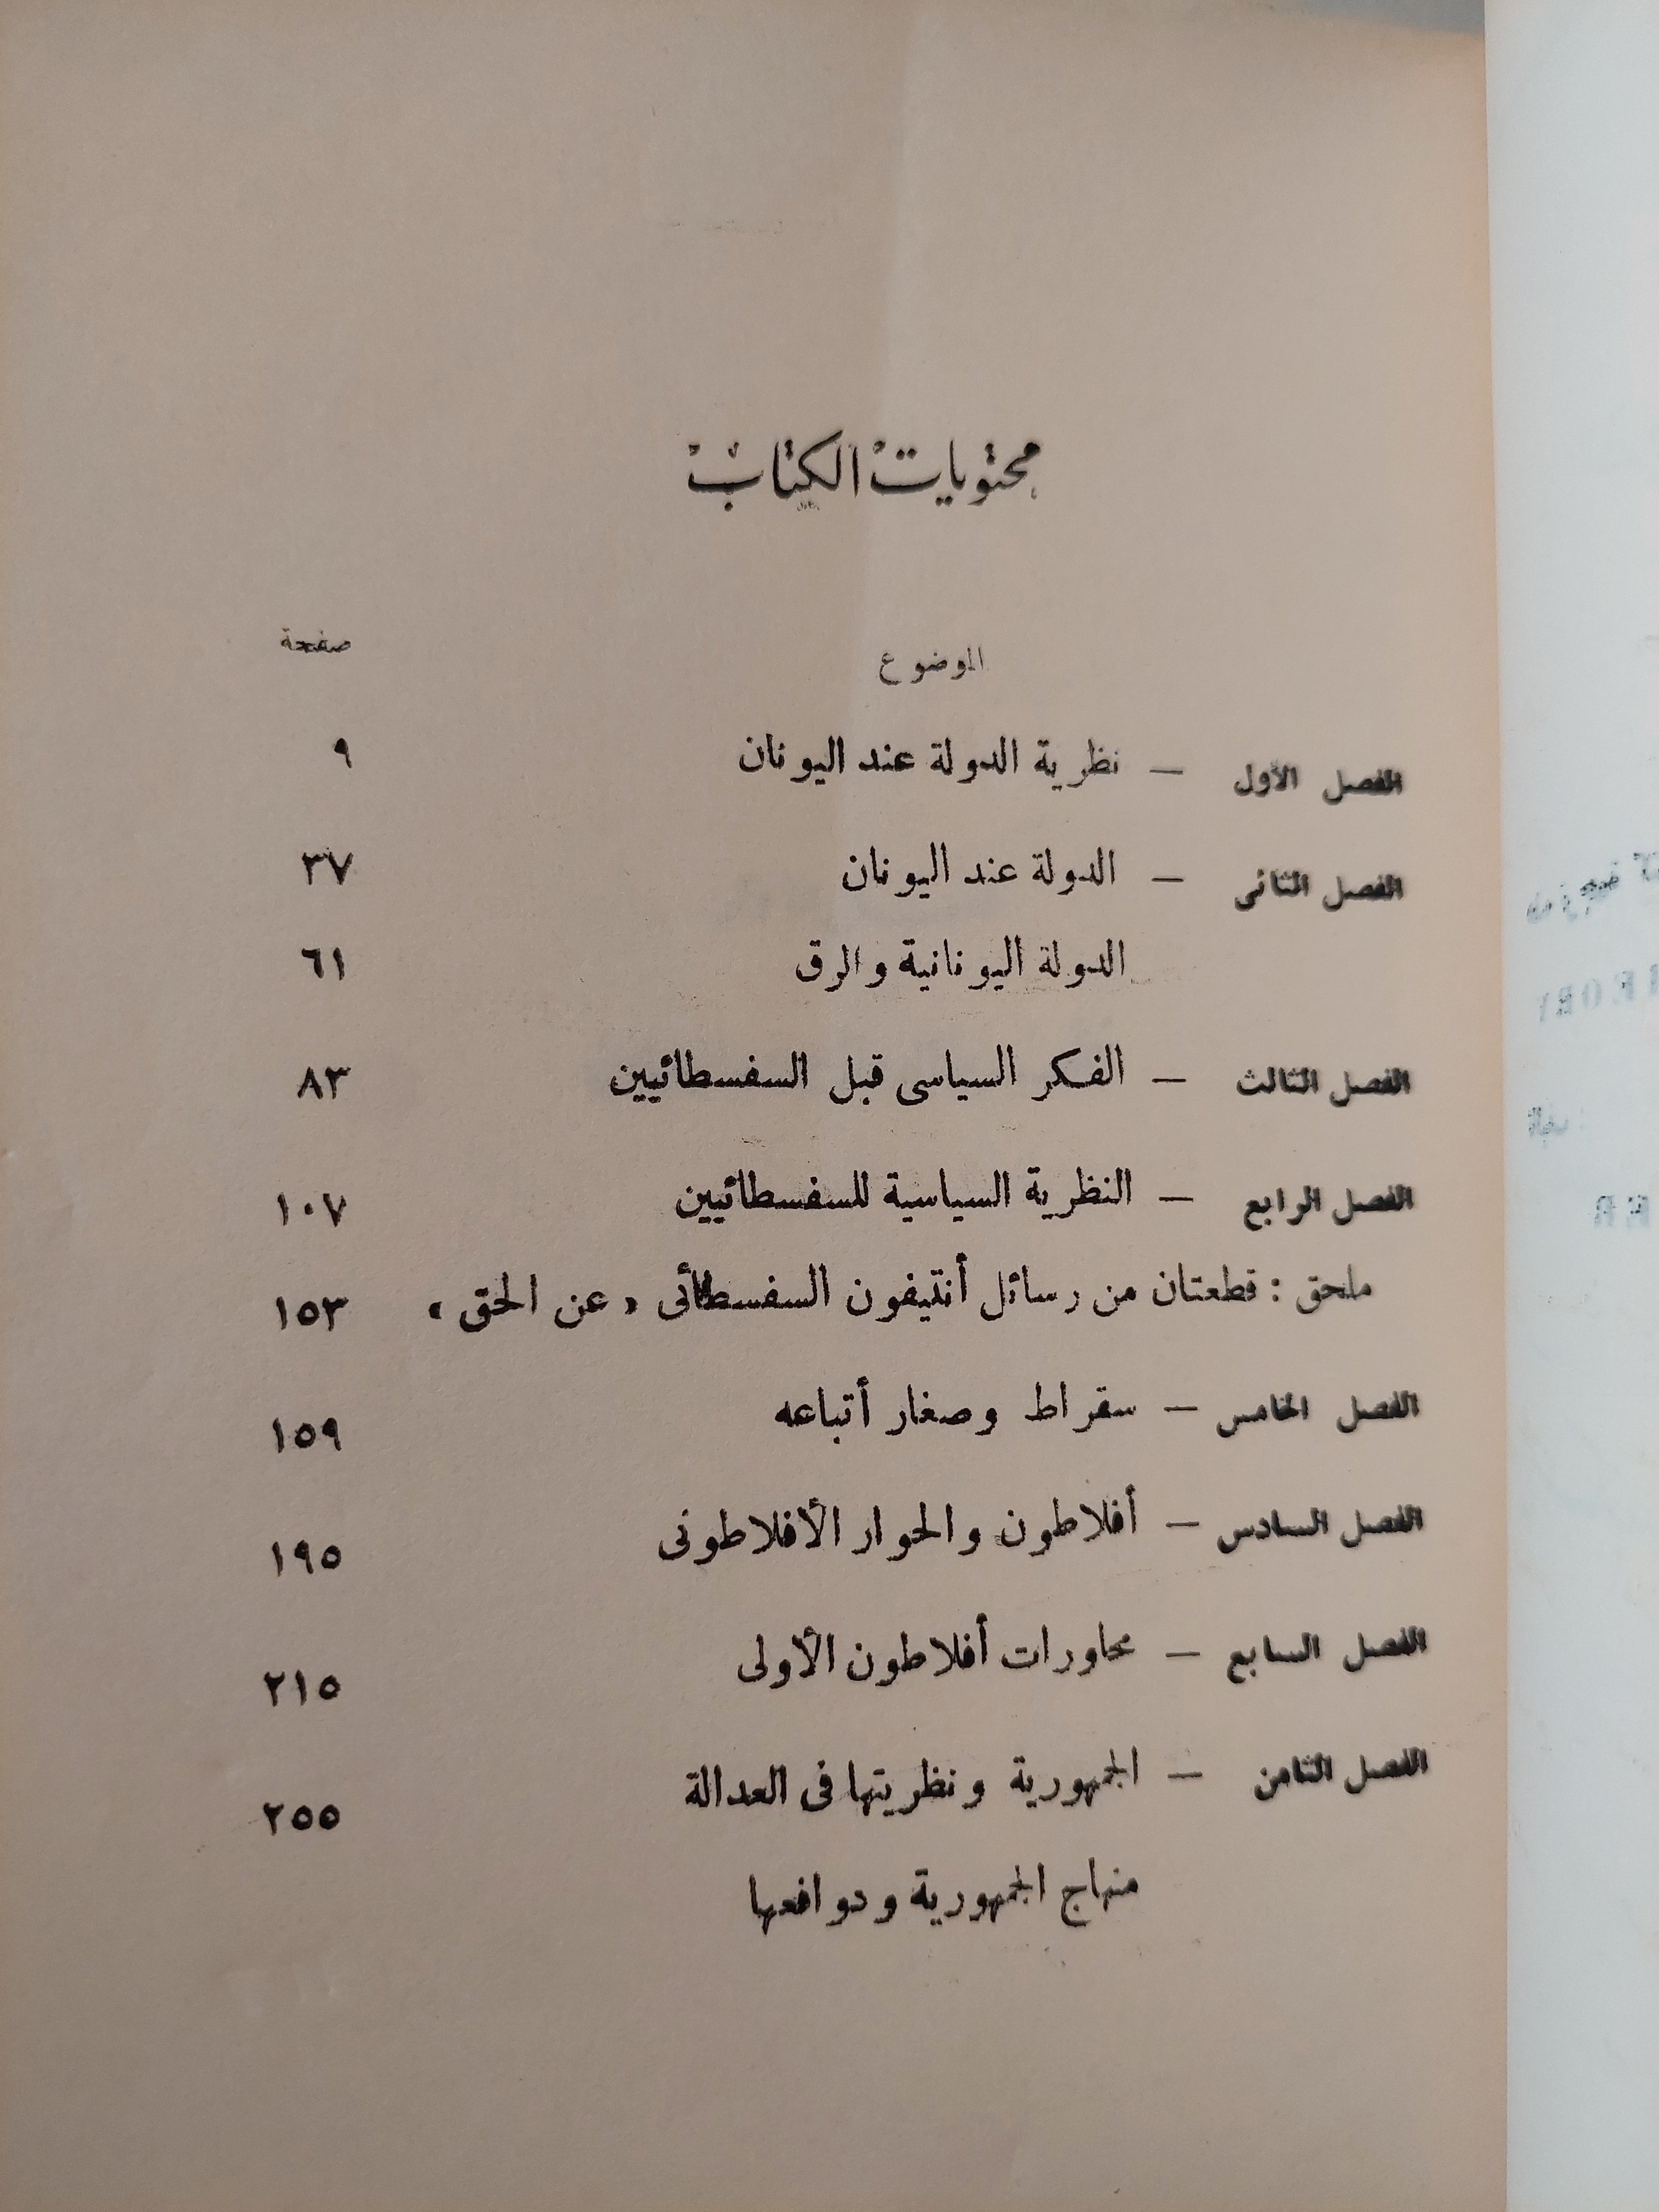 محتويات الكتاب
الموضوع صفحة
الفصل الأول — نظرية الدولة عند اليونان ٩
الفصل الثانى — الدولة عند اليونان ٣٧
الدولة اليونانية والرق ٦١
الفصل الثالث — الفكر السياسى قبل السفسطائيين ٨٣
الفصل الرابع — النظرية السياسية للسفسطائيين ١٠٧
ملحق : قطعتان من رسائل أنتيفون السفسطائى « عن الحق » ١٥٣
الفصل الخامس — سقراط وصغار أتباعه ١٥٩
الفصل السادس — أفلاطون والحوار الأفلاطونى ١٩٥
الفصل السابع — محاورات أفلاطون الأولى ٢١٥
الفصل الثامن — الجمهورية ونظريتها فى العدالة ٢٥٥
منهاج الجمهورية ودوافعها